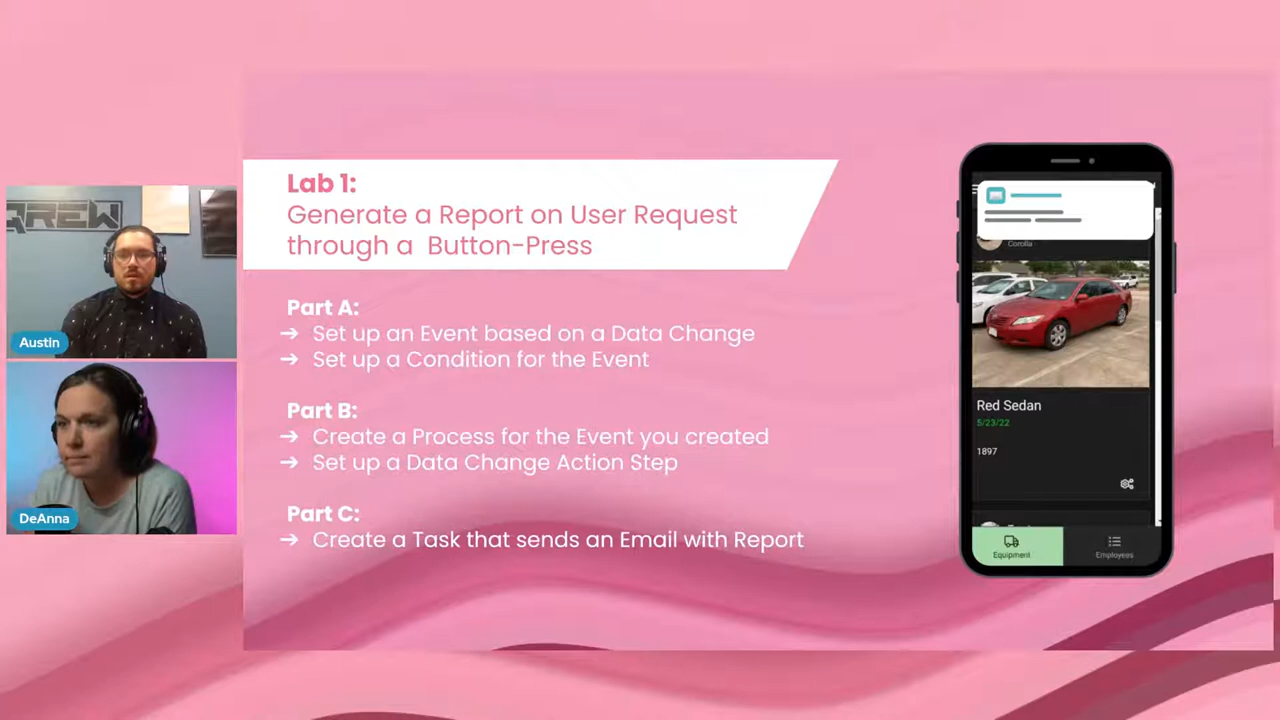 QREW
Austin
DeAnna
Lab 1:
Generate a Report on User Request
through a Button-Press
Part A:
➔ Set up an Event based on a Data Change
➔ Set up a Condition for the Event
Part B:
➔ Create a Process for the Event you created
➔ Set up a Data Change Action Step
Part C:
➔ Create a Task that sends an Email with Report
Corolla
Red Sedan
5/23/22
1897
Equipment
Employees